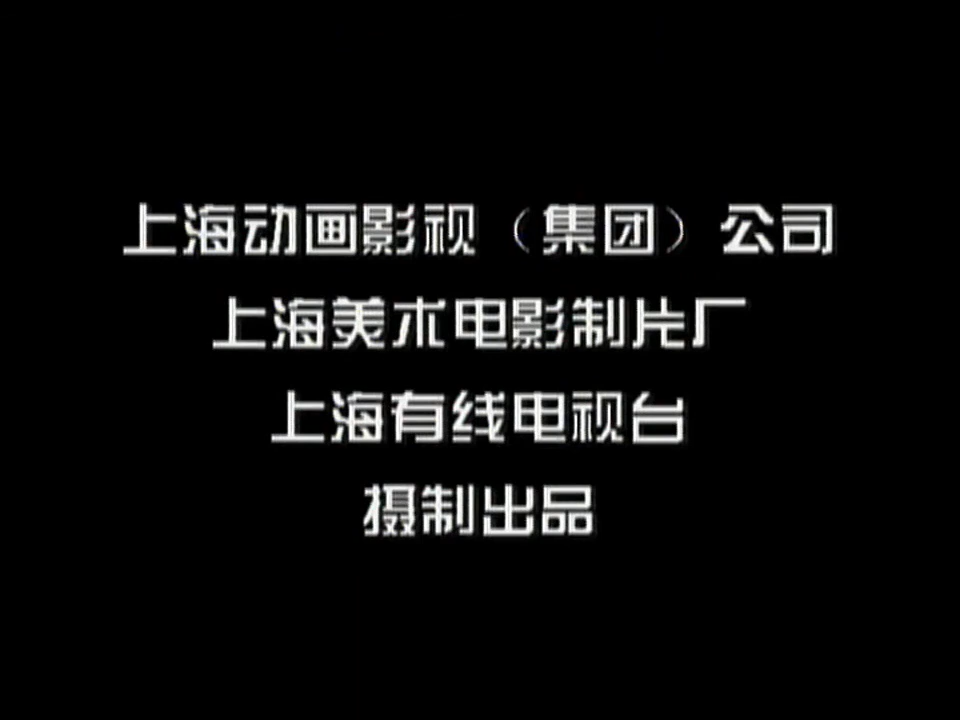 上海动画影视（集团）公司
上海美术电影制片厂
上海有线电视台
摄制出品